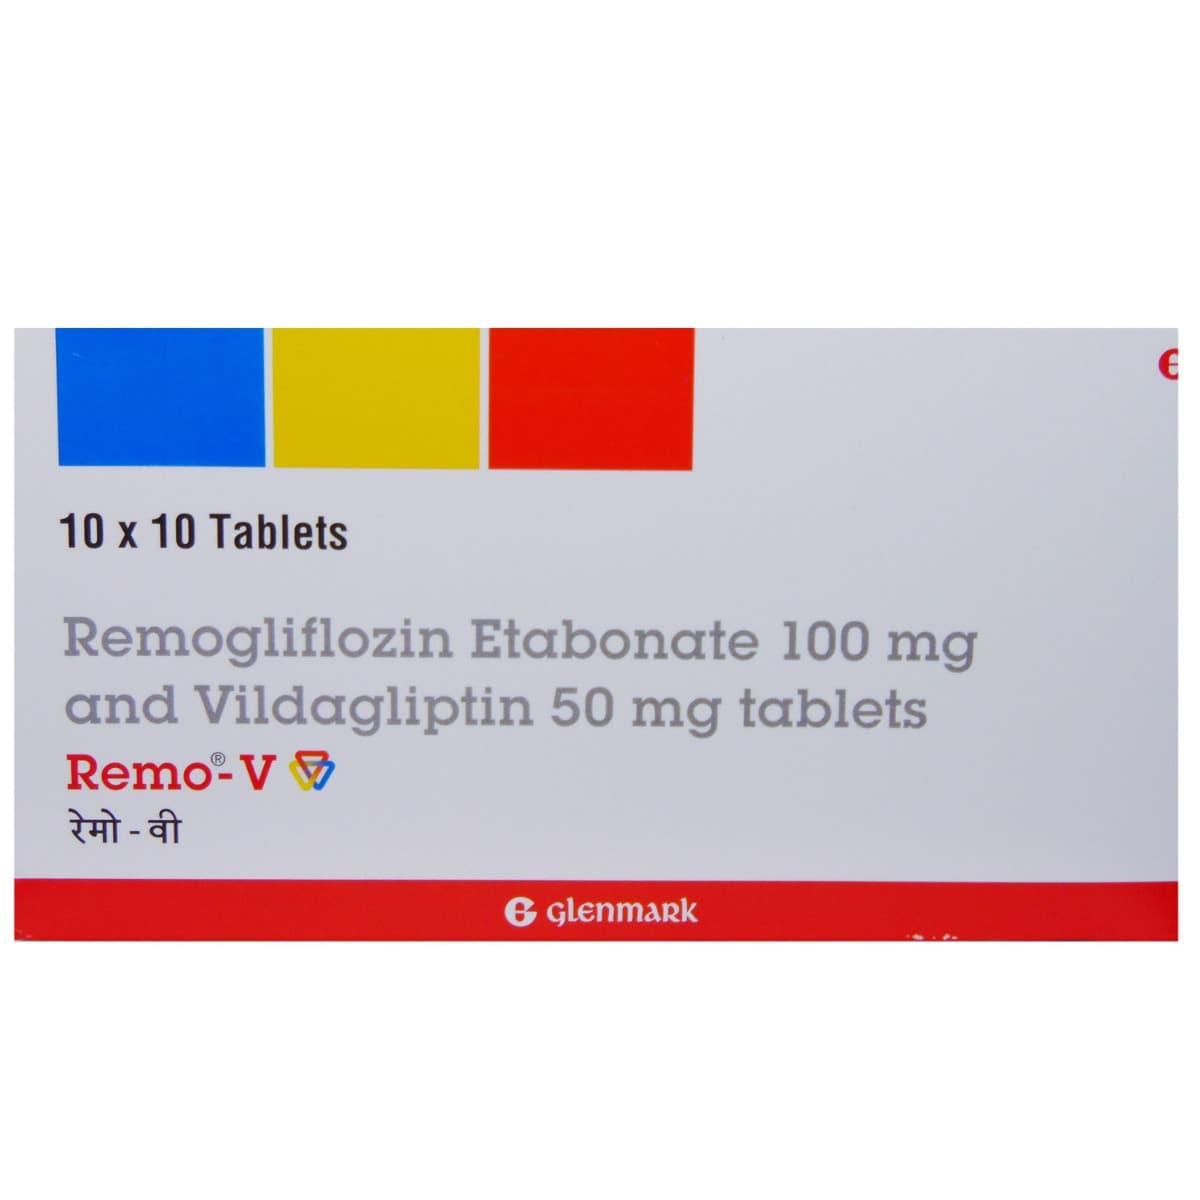 10 x 10 Tablets
Remogliflozin Etabonate 100 mg
and Vildagliptin 50 mg tablets
Remo®-V
रेमो - वी
GLENMARK